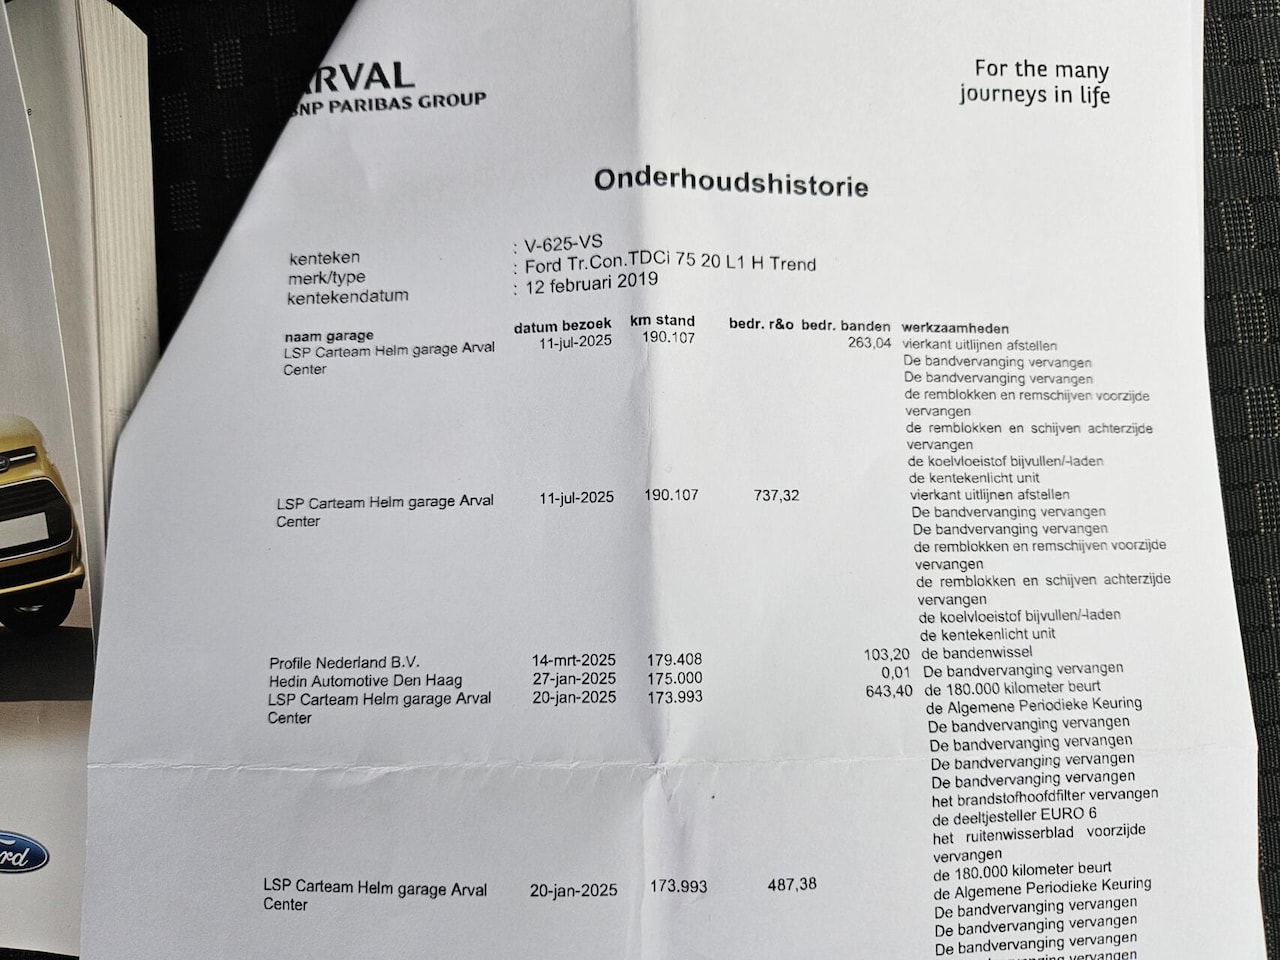 ARVAL
BNP PARIBAS GROUP
For the many
journeys in life
Onderhoudshistorie
kenteken : V-625-VS
merk/type : Ford Tr.Con.TDCi 75 20 L1 H Trend
kentekendatum : 12 februari 2019
naam garage datum bezoek km stand bedr. r&o bedr. banden werkzaamheden
LSP Carteam Helm garage Arval 11-jul-2025 190.107 263,04 vierkant uitlijnen afstellen
Center De bandvervanging vervangen
De bandvervanging vervangen
de remblokken en remschijven voorzijde
vervangen
de remblokken en schijven achterzijde
vervangen
de koelvloeistof bijvullen/-laden
de kentekenlicht unit
LSP Carteam Helm garage Arval 11-jul-2025 190.107 737,32 vierkant uitlijnen afstellen
Center De bandvervanging vervangen
De bandvervanging vervangen
de remblokken en remschijven voorzijde
vervangen
de remblokken en schijven achterzijde
vervangen
de koelvloeistof bijvullen/-laden
de kentekenlicht unit
Profile Nederland B.V. 14-mrt-2025 179.408 103,20 de bandenwissel
Hedin Automotive Den Haag 27-jan-2025 175.000 0,01 De bandvervanging vervangen
LSP Carteam Helm garage Arval 20-jan-2025 173.993 643,40 de 180.000 kilometer beurt
Center de Algemene Periodieke Keuring
De bandvervanging vervangen
De bandvervanging vervangen
De bandvervanging vervangen
De bandvervanging vervangen
het brandstofhoofdfilter vervangen
de deeltjesteller EURO 6
het ruitenwisserblad voorzijde
vervangen
de 180.000 kilometer beurt
LSP Carteam Helm garage Arval 20-jan-2025 173.993 487,38 de Algemene Periodieke Keuring
Center De bandvervanging vervangen
De bandvervanging vervangen
De bandvervanging vervangen